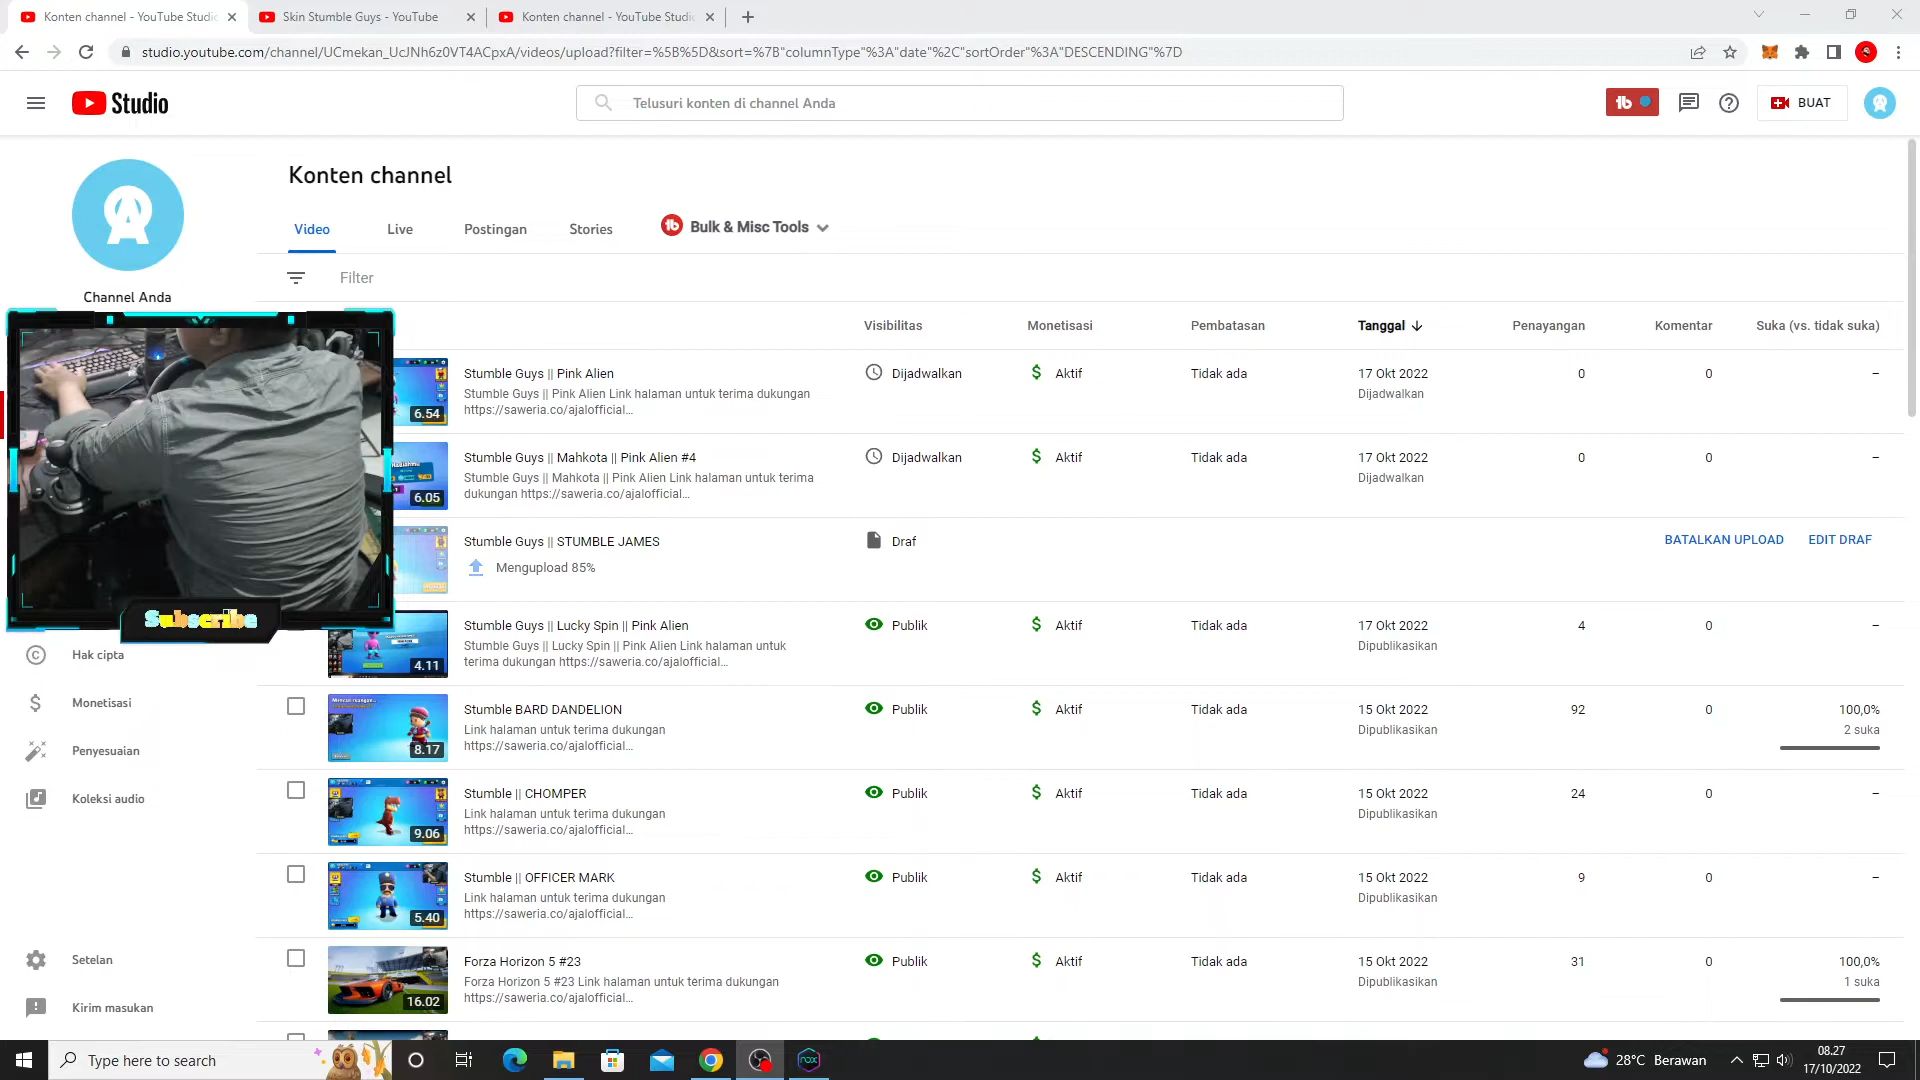 Konten channel - YouTube Studio
Skin Stumble Guys - YouTube
Konten channel - YouTube Studio
studio.youtube.com/channel/UCmekan_UcJNh6z0VT4ACpxA/videos/upload?filter=%5B%5D&sort=%7B"columnType"%3A"date"%2C"sortOrder"%3A"DESCENDING"%7D
Studio
Telusuri konten di channel Anda
BUAT
Konten channel
Video
Live
Postingan
Stories
Bulk & Misc Tools
Filter
Channel Anda
Visibilitas
Monetisasi
Pembatasan
Tanggal
Penayangan
Komentar
Suka (vs. tidak suka)
6.54
Stumble Guys || Pink Alien
Stumble Guys || Pink Alien Link halaman untuk terima dukungan
https://saweria.co/ajalofficial...
Dijadwalkan
Aktif
Tidak ada
17 Okt 2022
Dijadwalkan
0
0
–
6.05
Stumble Guys || Mahkota || Pink Alien #4
Stumble Guys || Mahkota || Pink Alien Link halaman untuk terima
dukungan https://saweria.co/ajalofficial...
Dijadwalkan
Aktif
Tidak ada
17 Okt 2022
Dijadwalkan
0
0
–
Stumble Guys || STUMBLE JAMES
Mengupload 85%
Draf
BATALKAN UPLOAD
EDIT DRAF
Subscribe
4.11
Stumble Guys || Lucky Spin || Pink Alien
Stumble Guys || Lucky Spin || Pink Alien Link halaman untuk
terima dukungan https://saweria.co/ajalofficial...
Publik
Aktif
Tidak ada
17 Okt 2022
Dipublikasikan
4
0
–
Hak cipta
Monetisasi
Penyesuaian
Koleksi audio
8.17
Stumble BARD DANDELION
Link halaman untuk dukungan
https://saweria.co/ajalofficial...
Publik
Aktif
Tidak ada
15 Okt 2022
Dipublikasikan
92
0
100,0%
2 suka
9.06
Stumble || CHOMPER
Link halaman untuk terima dukungan
https://saweria.co/ajalofficial...
Publik
Aktif
Tidak ada
15 Okt 2022
Dipublikasikan
24
0
–
5.40
Stumble || OFFICER MARK
Link halaman untuk terima dukungan
https://saweria.co/ajalofficial...
Publik
Aktif
Tidak ada
15 Okt 2022
Dipublikasikan
9
0
–
16.02
Forza Horizon 5 #23
Forza Horizon 5 #23 Link halaman untuk terima dukungan
https://saweria.co/ajalofficial...
Publik
Aktif
Tidak ada
15 Okt 2022
Dipublikasikan
31
0
100,0%
1 suka
Setelan
Kirim masukan
Type here to search
28°C Berawan
08.27
17/10/2022